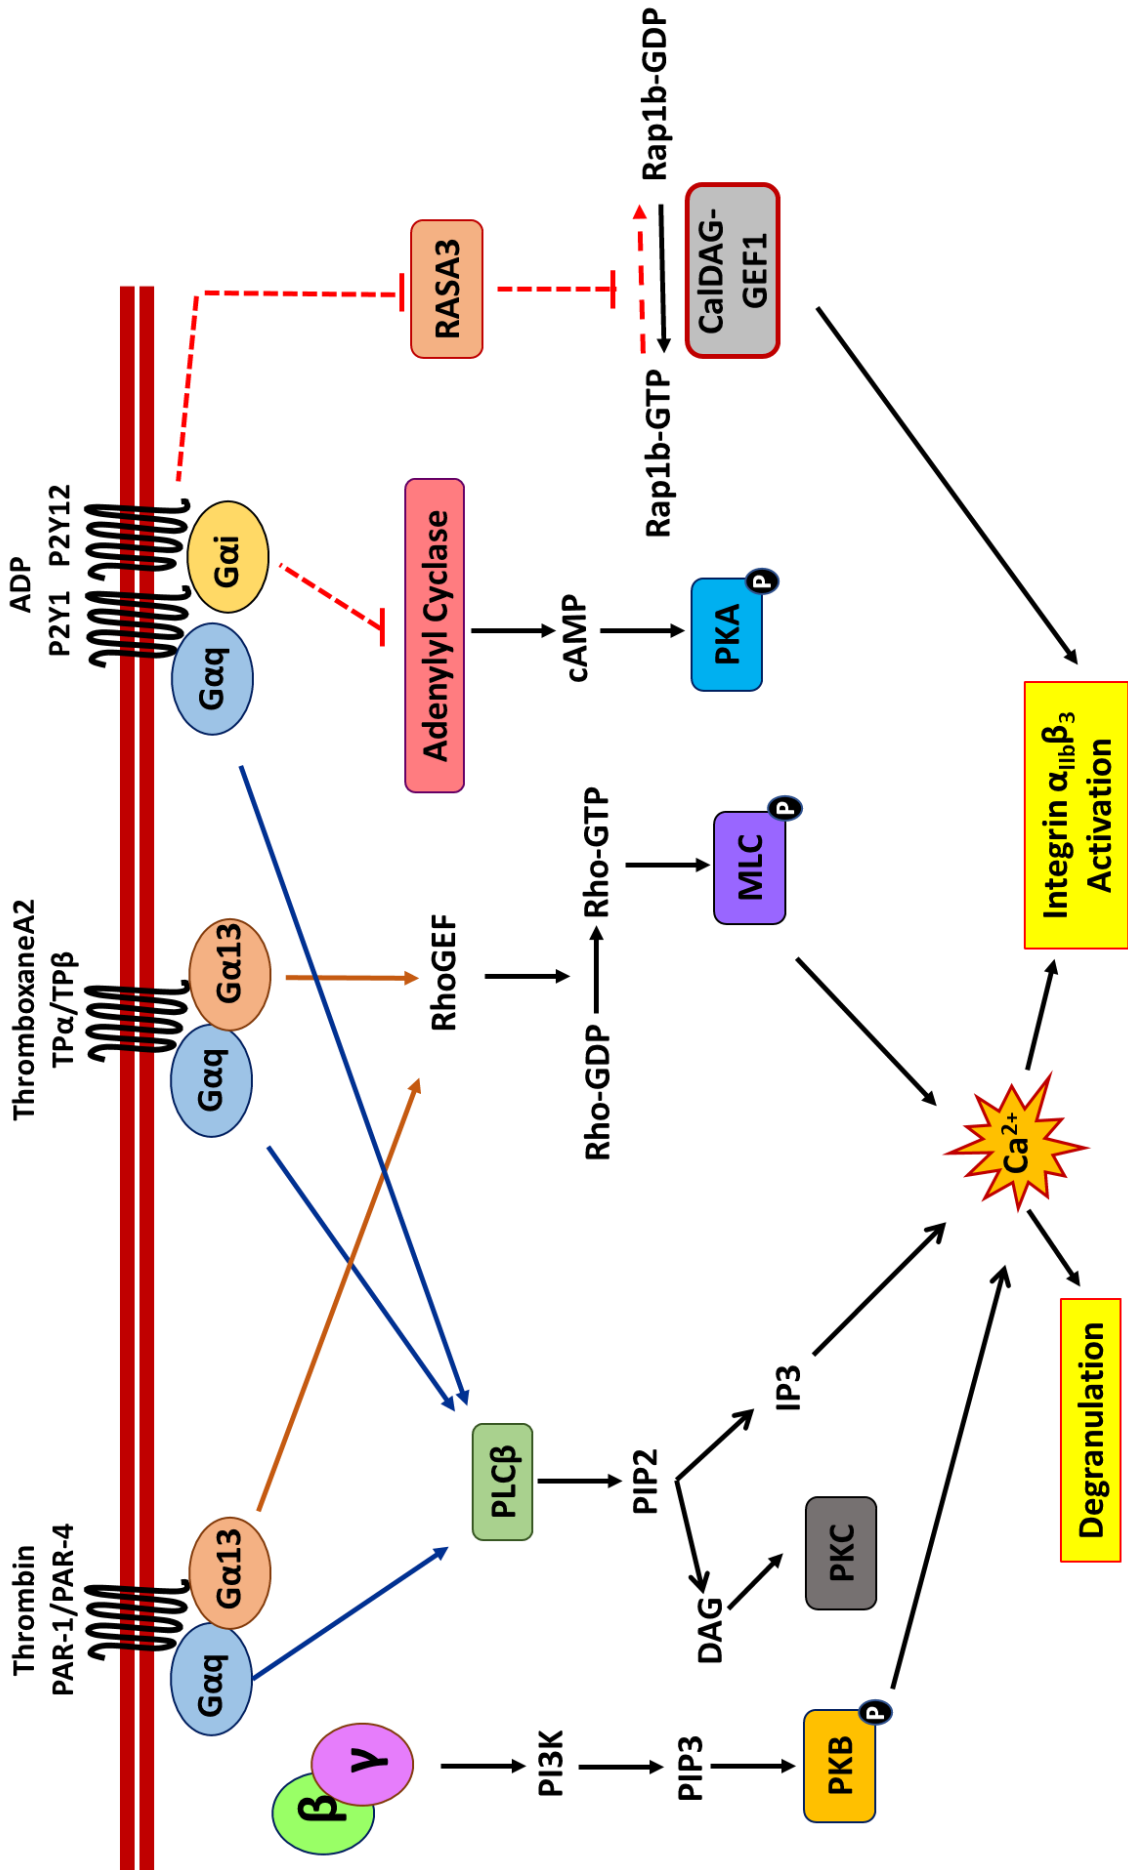 Thrombin
PAR-1/PAR-4
ThromboxaneA2
TPα/TPβ
ADP
P2Y1
P2Y12
Gαq
Gα13
Gαq
Gα13
Gαq
Gαi
β
γ
PLCβ
RhoGEF
Adenylyl Cyclase
RASA3
PI3K
PIP2
Rho-GDP
Rho-GTP
cAMP
Rap1b-GTP
Rap1b-GDP
PIP3
DAG
IP3
MLC
P
PKA
P
CalDAG-
GEF1
PKB
P
PKC
Ca2+
Degranulation
Integrin αIIbβ3
Activation